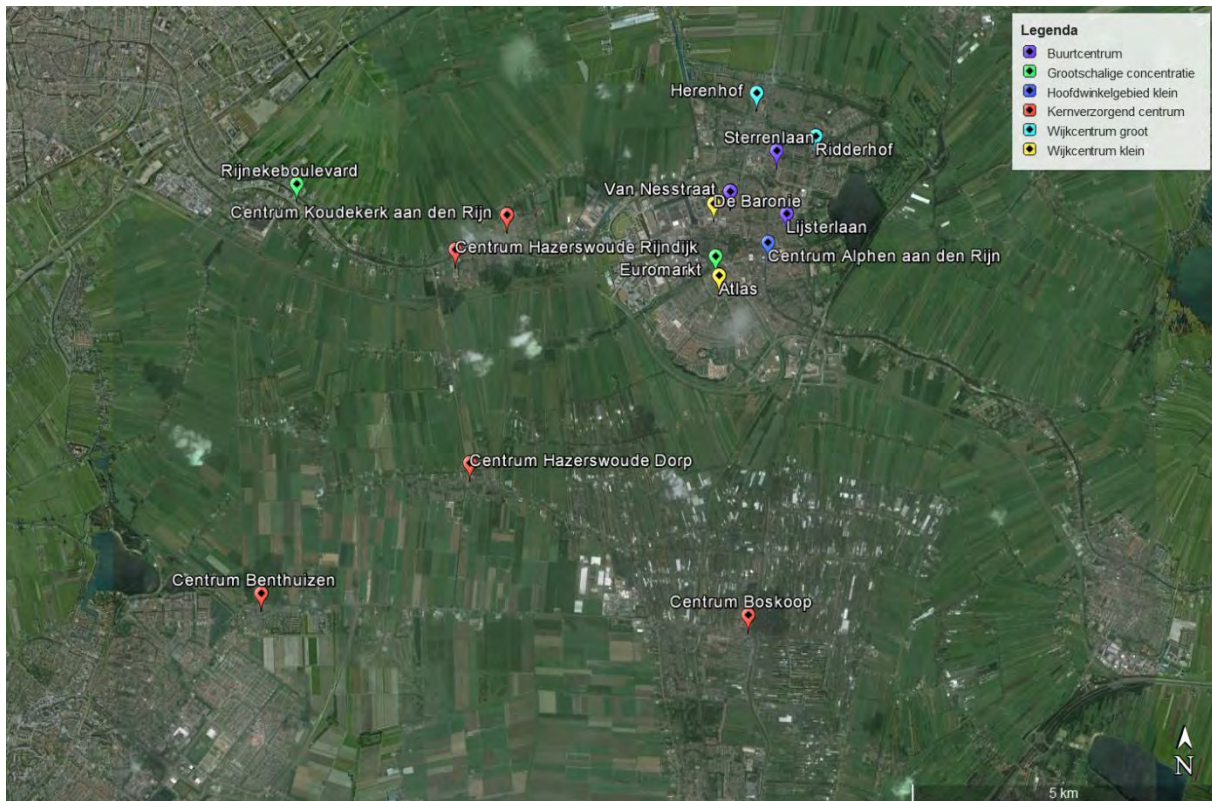 Legenda
Buurtcentrum
Grootschalige concentratie
Hoofdwinkelgebied klein
Kernverzorgend centrum
Wijkcentrum groot
Wijkcentrum klein
Herenhof
Sterrenlaan
Ridderhof
Rijnekeboulevard
Van Nesstraat
De Baronie
Centrum Koudekerk aan den Rijn
Lijsterlaan
Centrum Hazerswoude Rijndijk
Centrum Alphen aan den Rijn
Euromarkt
Atlas
Centrum Hazerswoude Dorp
Centrum Benthuizen
Centrum Boskoop
N
5 km